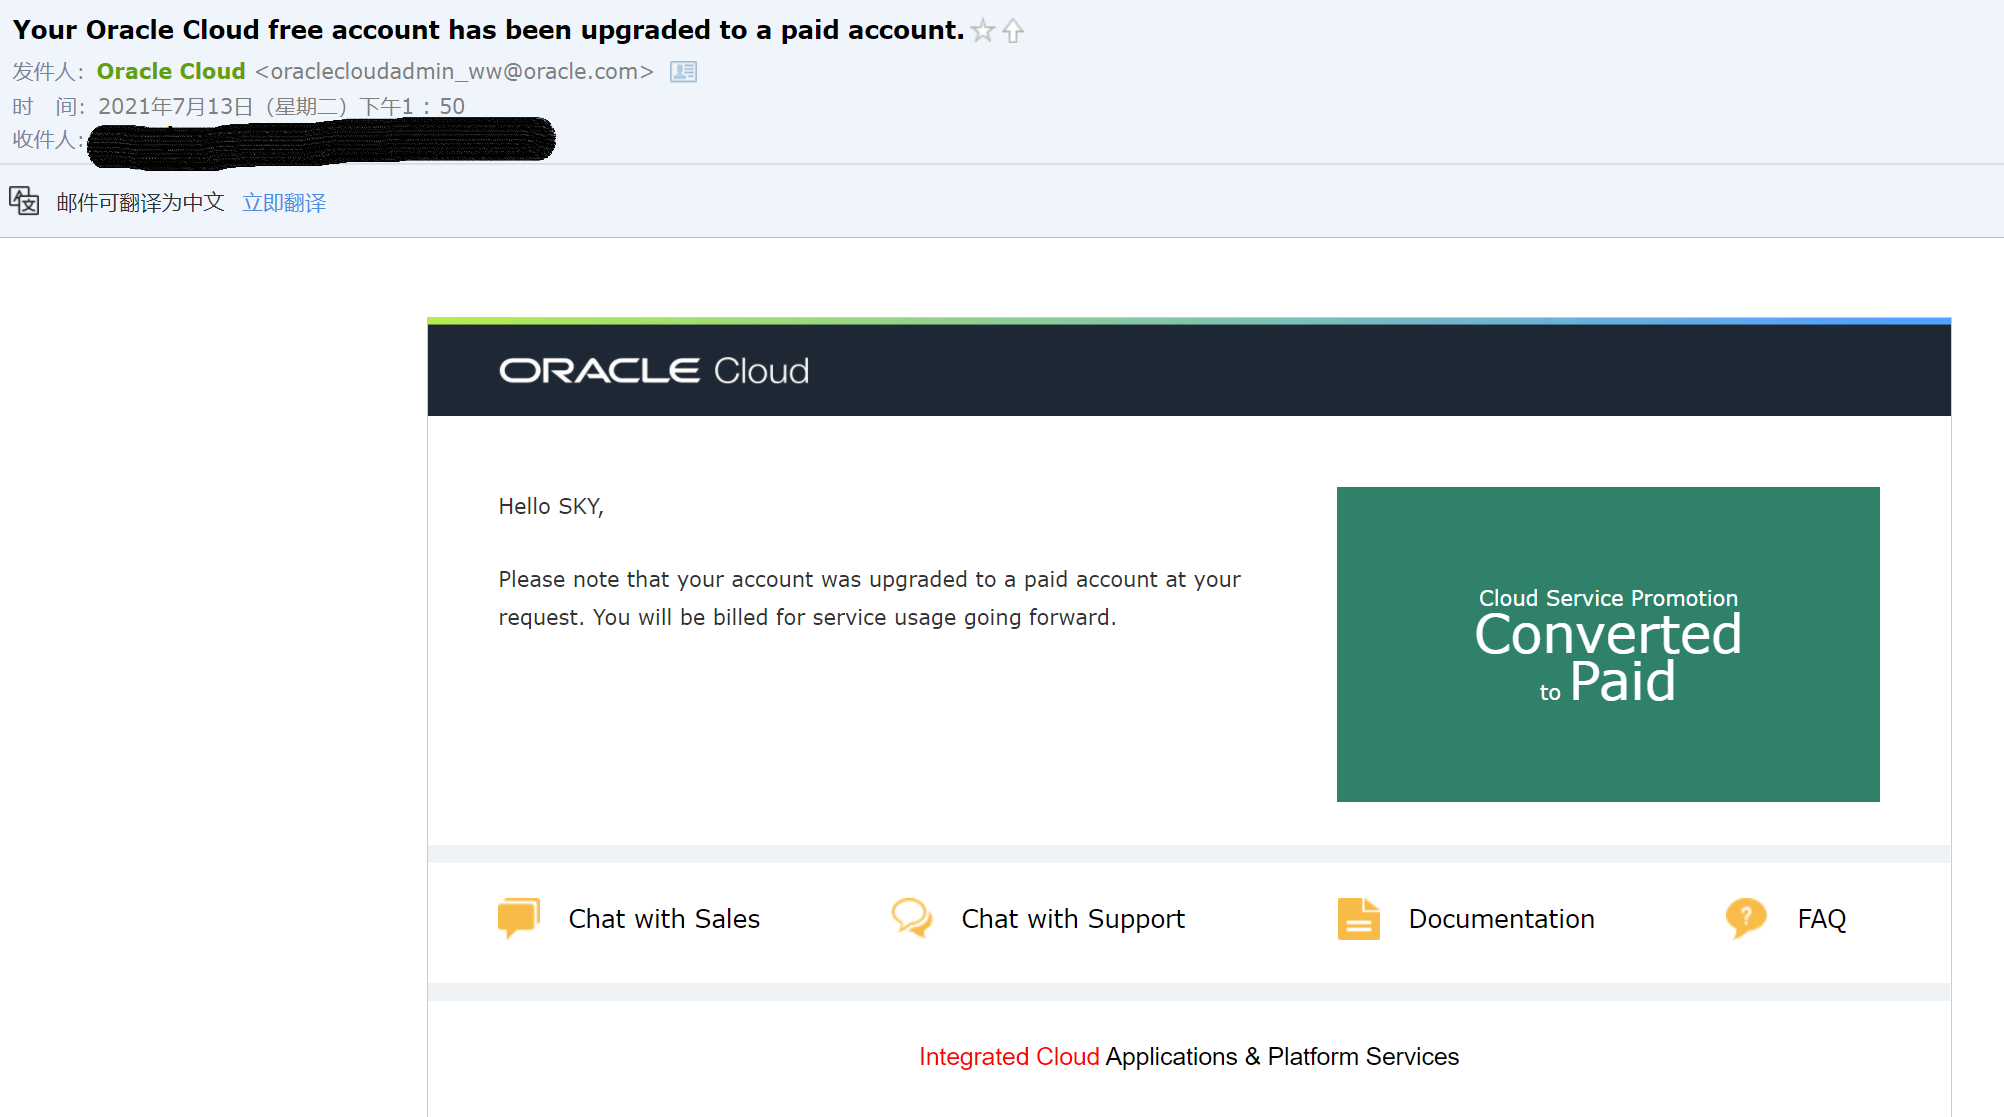 Your Oracle Cloud free account has been upgraded to a paid account.
发件人: Oracle Cloud <oraclecloudadmin_ww@oracle.com>
时 间: 2021年7月13日 (星期二) 下午1:50
收件人:
邮件可翻译为中文 立即翻译
ORACLE Cloud
Hello SKY,
Please note that your account was upgraded to a paid account at your
request. You will be billed for service usage going forward.
Cloud Service Promotion
Converted
to Paid
Chat with Sales
Chat with Support
Documentation
FAQ
Integrated Cloud Applications & Platform Services